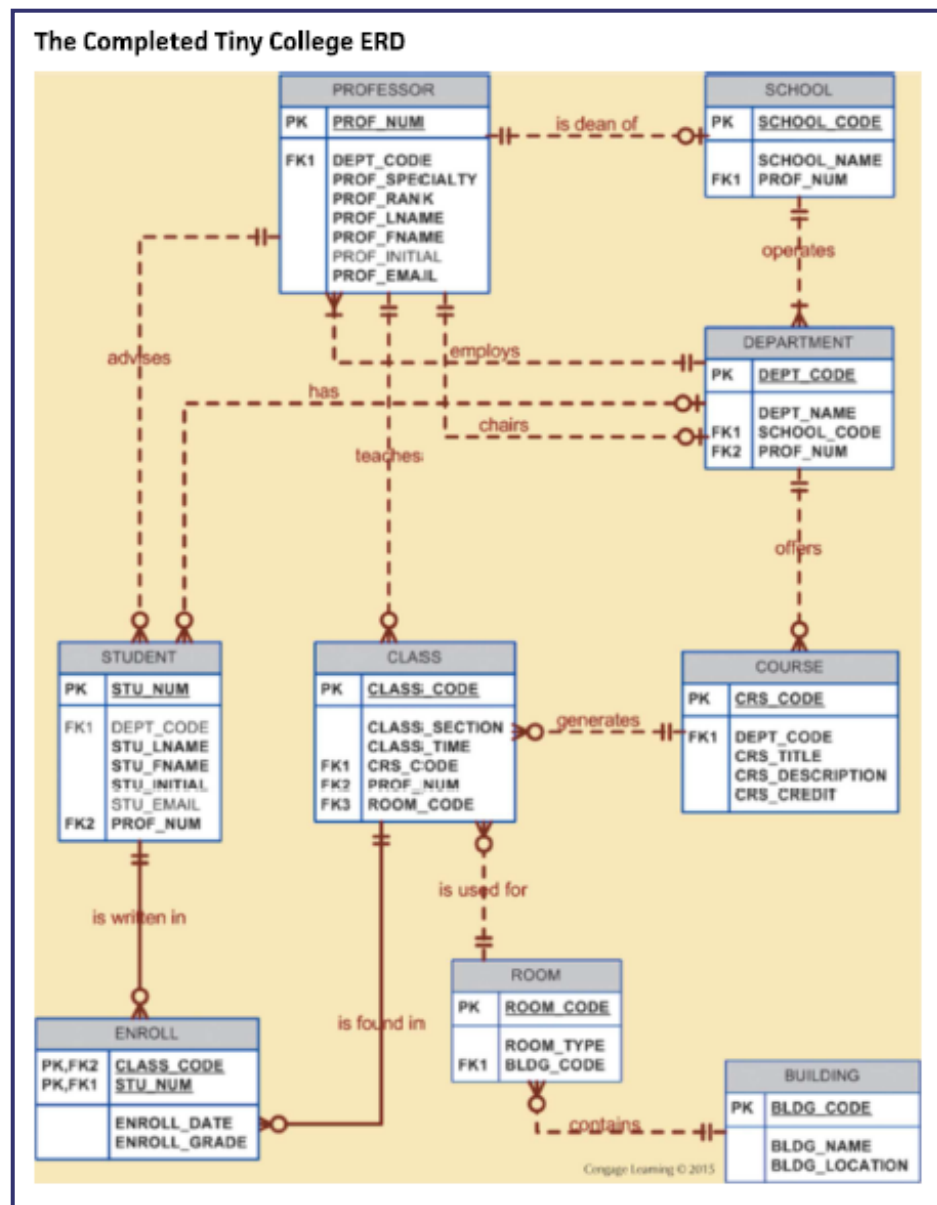 The Completed Tiny College ERD
PROFESSOR
PK PROF_NUM
FK1 DEPT_CODE
PROF_SPECIALTY
PROF_RANK
PROF_LNAME
PROF_FNAME
PROF_INITIAL
PROF_EMAIL
is dean of
SCHOOL
PK SCHOOL_CODE
SCHOOL_NAME
FK1 PROF_NUM
operates
advises
employs
has
chairs
teaches
DEPARTMENT
PK DEPT_CODE
DEPT_NAME
FK1 SCHOOL_CODE
FK2 PROF_NUM
offers
STUDENT
PK STU_NUM
FK1 DEPT_CODE
STU_LNAME
STU_FNAME
STU_INITIAL
STU_EMAIL
FK2 PROF_NUM
CLASS
PK CLASS_CODE
CLASS_SECTION
CLASS_TIME
FK1 CRS_CODE
FK2 PROF_NUM
FK3 ROOM_CODE
generates
COURSE
PK CRS_CODE
FK1 DEPT_CODE
CRS_TITLE
CRS_DESCRIPTION
CRS_CREDIT
is written in
is used for
is found in
ENROLL
PK,FK2 CLASS_CODE
PK,FK1 STU_NUM
ENROLL_DATE
ENROLL_GRADE
ROOM
PK ROOM_CODE
ROOM_TYPE
FK1 BLDG_CODE
contains
BUILDING
PK BLDG_CODE
BLDG_NAME
BLDG_LOCATION
Cengage Learning © 2015